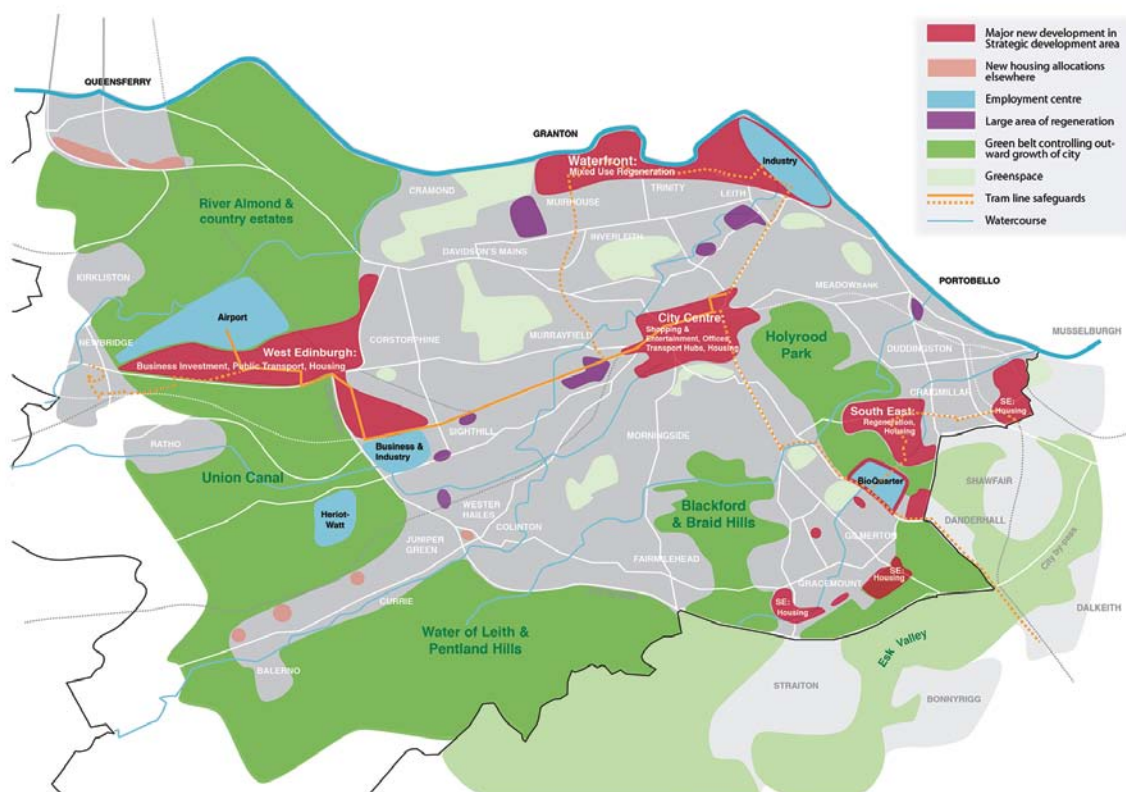 Major new development in
Strategic development area
New housing allocations
elsewhere
Employment centre
Large area of regeneration
Green belt controlling out-
ward growth of city
Greenspace
Tram line safeguards
Watercourse
QUEENSFERRY
GRANTON
Waterfront:
Mixed Use Regeneration
Industry
CRAMOND
MUIRHOUSE
TRINITY
LEITH
River Almond &
country estates
DAVIDSON'S MAINS
INVERLEITH
KIRKLISTON
PORTOBELLO
MEADOWBANK
Airport
City Centre:
Shopping &
Entertainment, Offices,
Transport Hubs, Housing
MUSSELBURGH
NEWBRIDGE
West Edinburgh:
Business Investment, Public Transport, Housing
CORSTORPHINE
MURRAYFIELD
Holyrood
Park
DUDDINGSTON
CRAIGMILLAR
SE:
Housing
South East:
Regeneration,
Housing
RATHO
Business &
Industry
SIGHTHILL
MORNINGSIDE
Union Canal
BioQuarter
SHAWFAIR
Heriot-
Watt
WESTER
HAILES
Blackford
& Braid Hills
DANDERHALL
COLINTON
JUNIPER
GREEN
GILMERTON
City by pass
FAIRMILEHEAD
SE:
Housing
GRACEMOUNT
CURRIE
SE:
Housing
DALKEITH
Water of Leith &
Pentland Hills
Esk Valley
BALERNO
STRAITON
BONNYRIGG